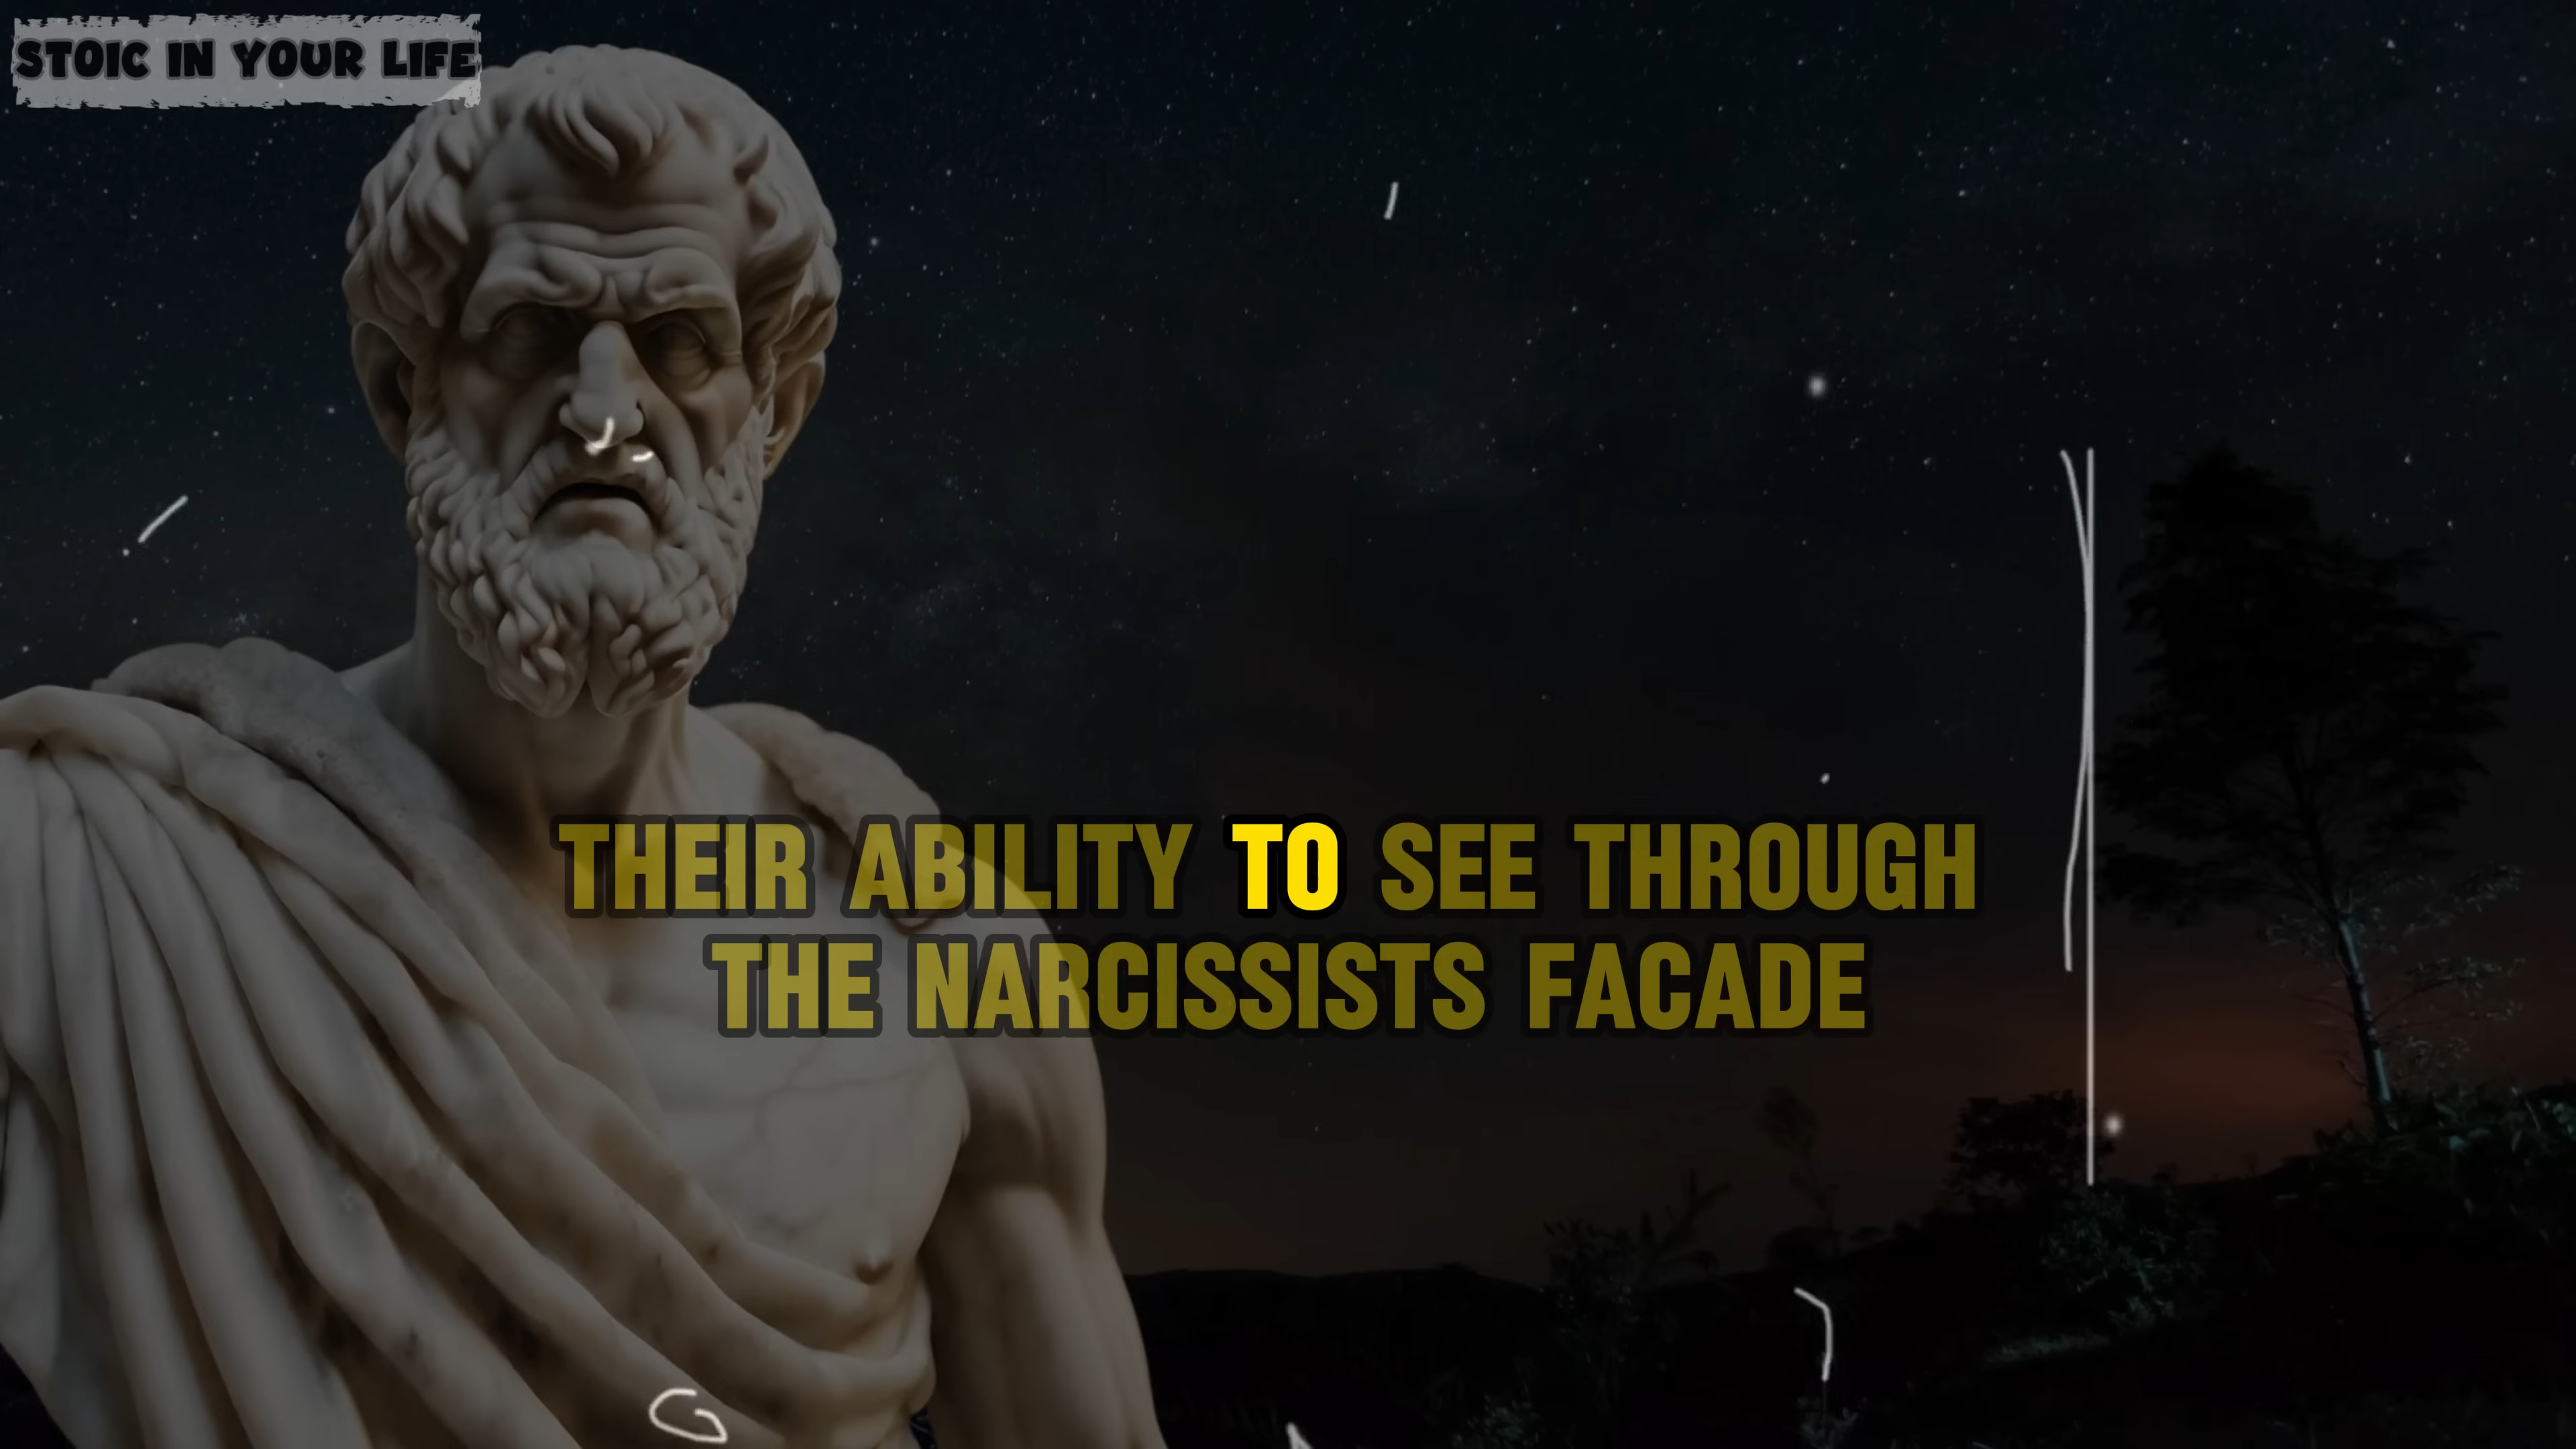 STOIC IN YOUR LIFE
THEIR ABILITY TO SEE THROUGH
THE NARCISSISTS FACADE